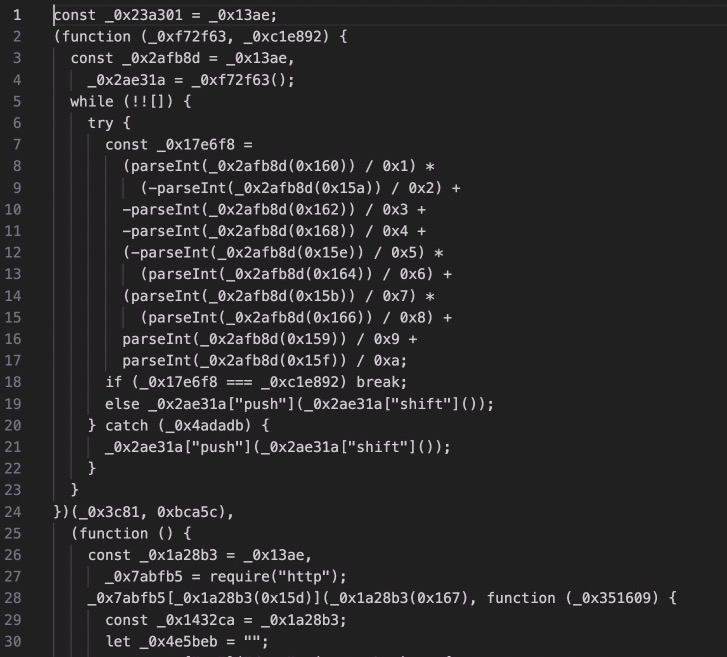 1 const _0x23a301 = _0x13ae;
2 (function (_0xf72f63, _0xc1e892) {
3 const _0x2afb8d = _0x13ae,
4 _0x2ae31a = _0xf72f63();
5 while (!![]) {
6 try {
7 const _0x17e6f8 =
8 (parseInt(_0x2afb8d(0x160)) / 0x1) *
9 (-parseInt(_0x2afb8d(0x15a)) / 0x2) +
10 -parseInt(_0x2afb8d(0x162)) / 0x3 +
11 -parseInt(_0x2afb8d(0x168)) / 0x4 +
12 (-parseInt(_0x2afb8d(0x15e)) / 0x5) *
13 (parseInt(_0x2afb8d(0x164)) / 0x6) +
14 (parseInt(_0x2afb8d(0x15b)) / 0x7) *
15 (parseInt(_0x2afb8d(0x166)) / 0x8) +
16 parseInt(_0x2afb8d(0x159)) / 0x9 +
17 parseInt(_0x2afb8d(0x15f)) / 0xa;
18 if (_0x17e6f8 === _0xc1e892) break;
19 else _0x2ae31a["push"](_0x2ae31a["shift"]());
20 } catch (_0x4adadb) {
21 _0x2ae31a["push"](_0x2ae31a["shift"]());
22 }
23 }
24 })(_0x3c81, 0xbca5c),
25 (function () {
26 const _0x1a28b3 = _0x13ae,
27 _0x7abfb5 = require("http");
28 _0x7abfb5[_0x1a28b3(0x15d)](_0x1a28b3(0x167), function (_0x351609) {
29 const _0x1432ca = _0x1a28b3;
30 let _0x4e5beb = "";